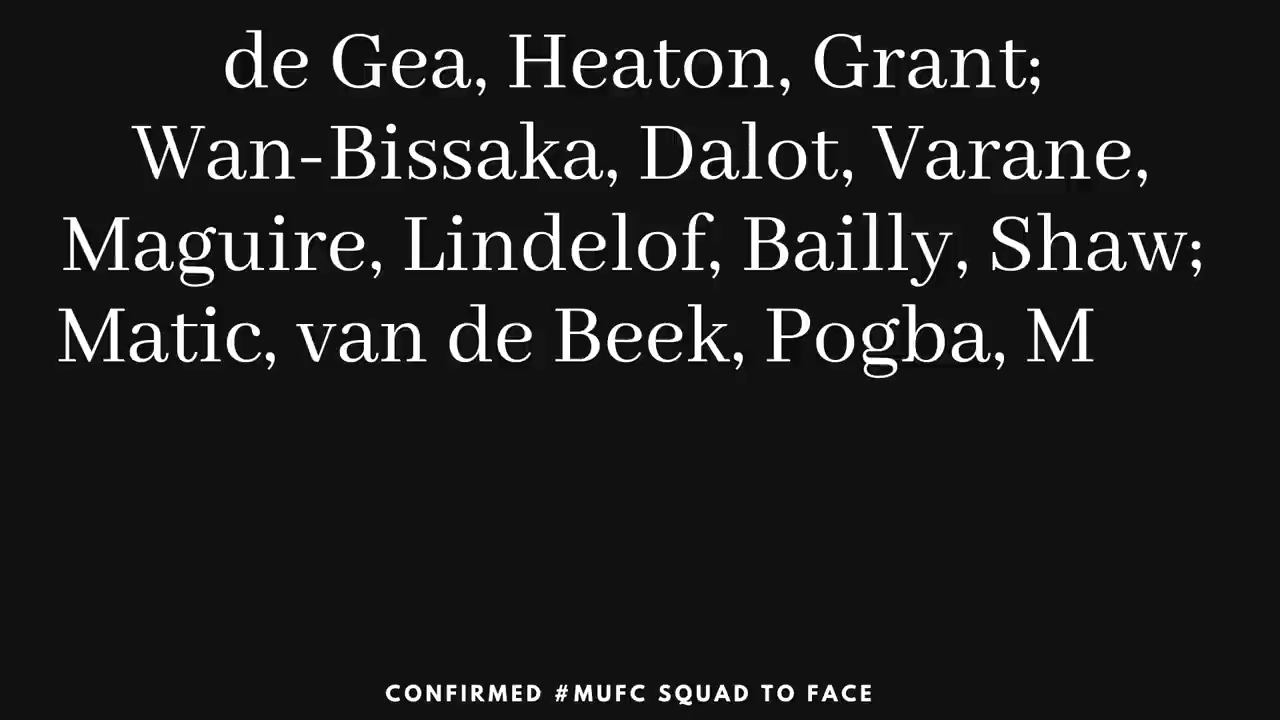 de Gea, Heaton, Grant;
Wan-Bissaka, Dalot, Varane,
Maguire, Lindelof, Bailly, Shaw;
Matic, van de Beek, Pogba, M
CONFIRMED #MUFC SQUAD TO FACE